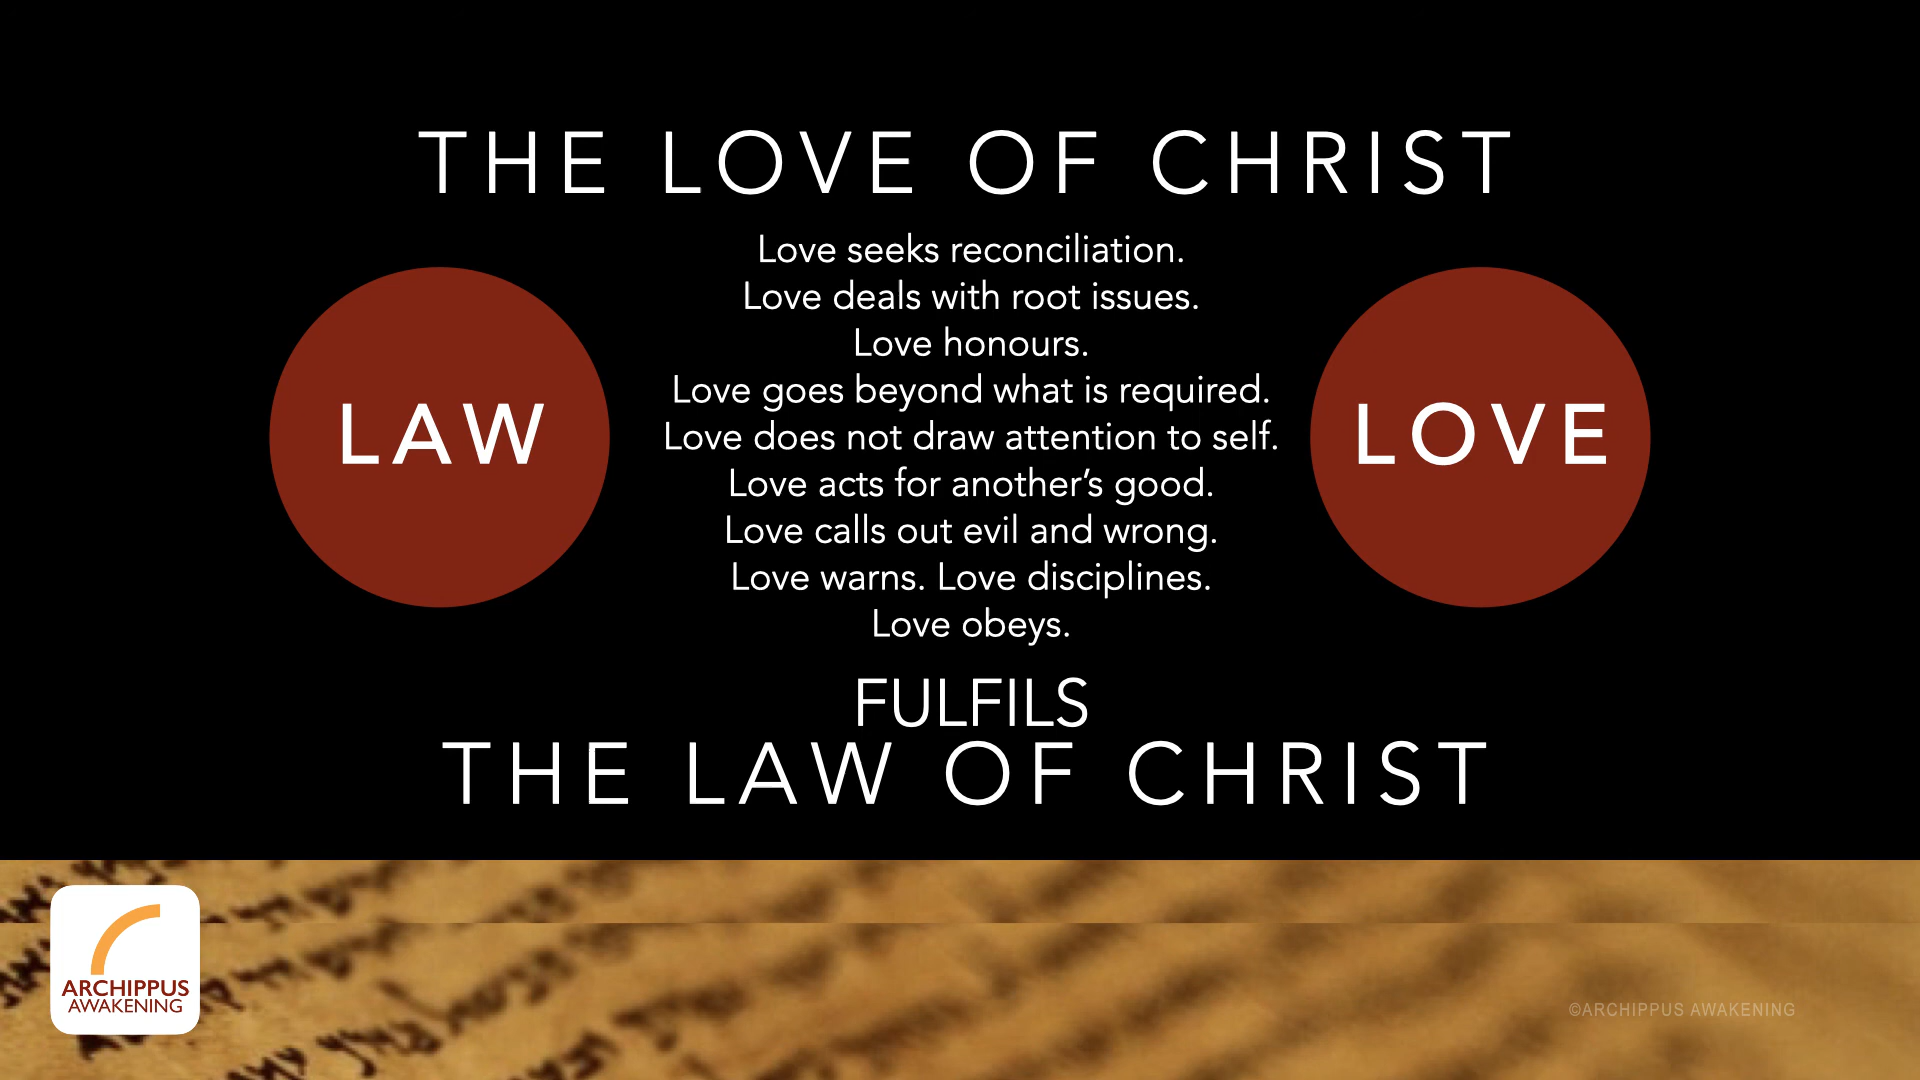 THE LOVE OF CHRIST
Love seeks reconciliation.
Love deals with root issues.
Love honours.
Love goes beyond what is required.
Love does not draw attention to self.
Love acts for another’s good.
Love calls out evil and wrong.
Love warns. Love disciplines.
Love obeys.
LAW
LOVE
FULFILS
THE LAW OF CHRIST
ARCHIPPUS
AWAKENING
©ARCHIPPUS AWAKENING